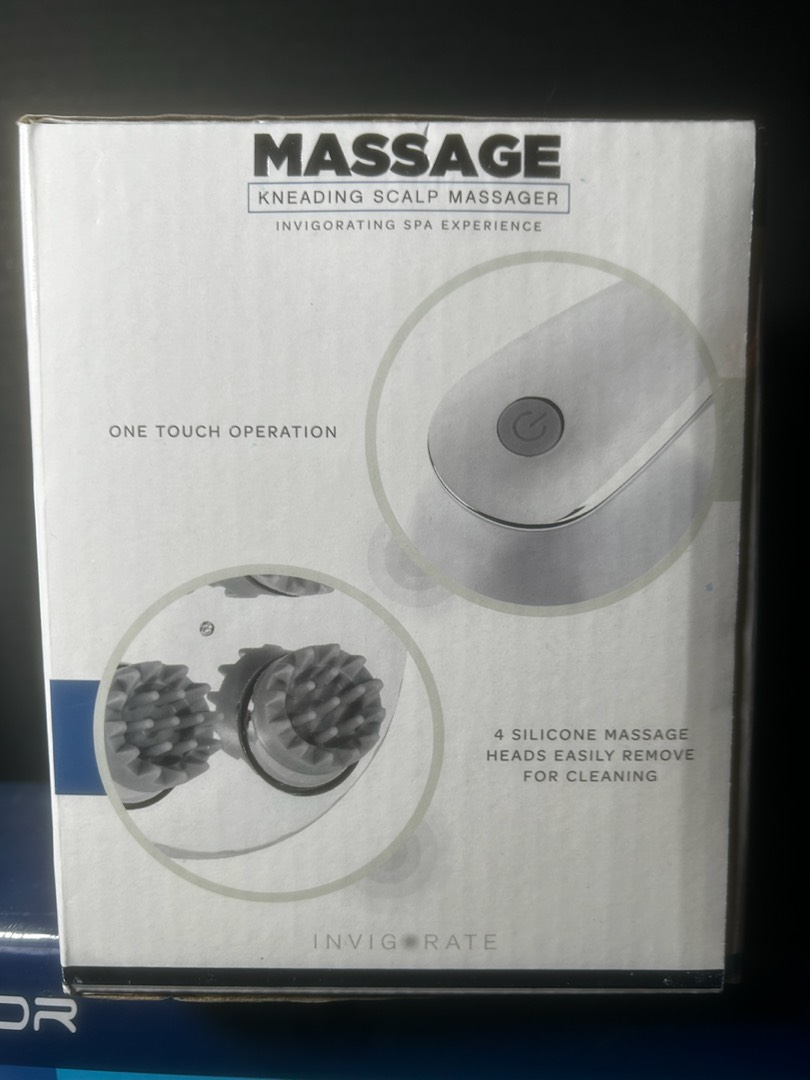 MASSAGE
KNEADING SCALP MASSAGER
INVIGORATING SPA EXPERIENCE
ONE TOUCH OPERATION
4 SILICONE MASSAGE
HEADS EASILY REMOVE
FOR CLEANING
INVIGORATE